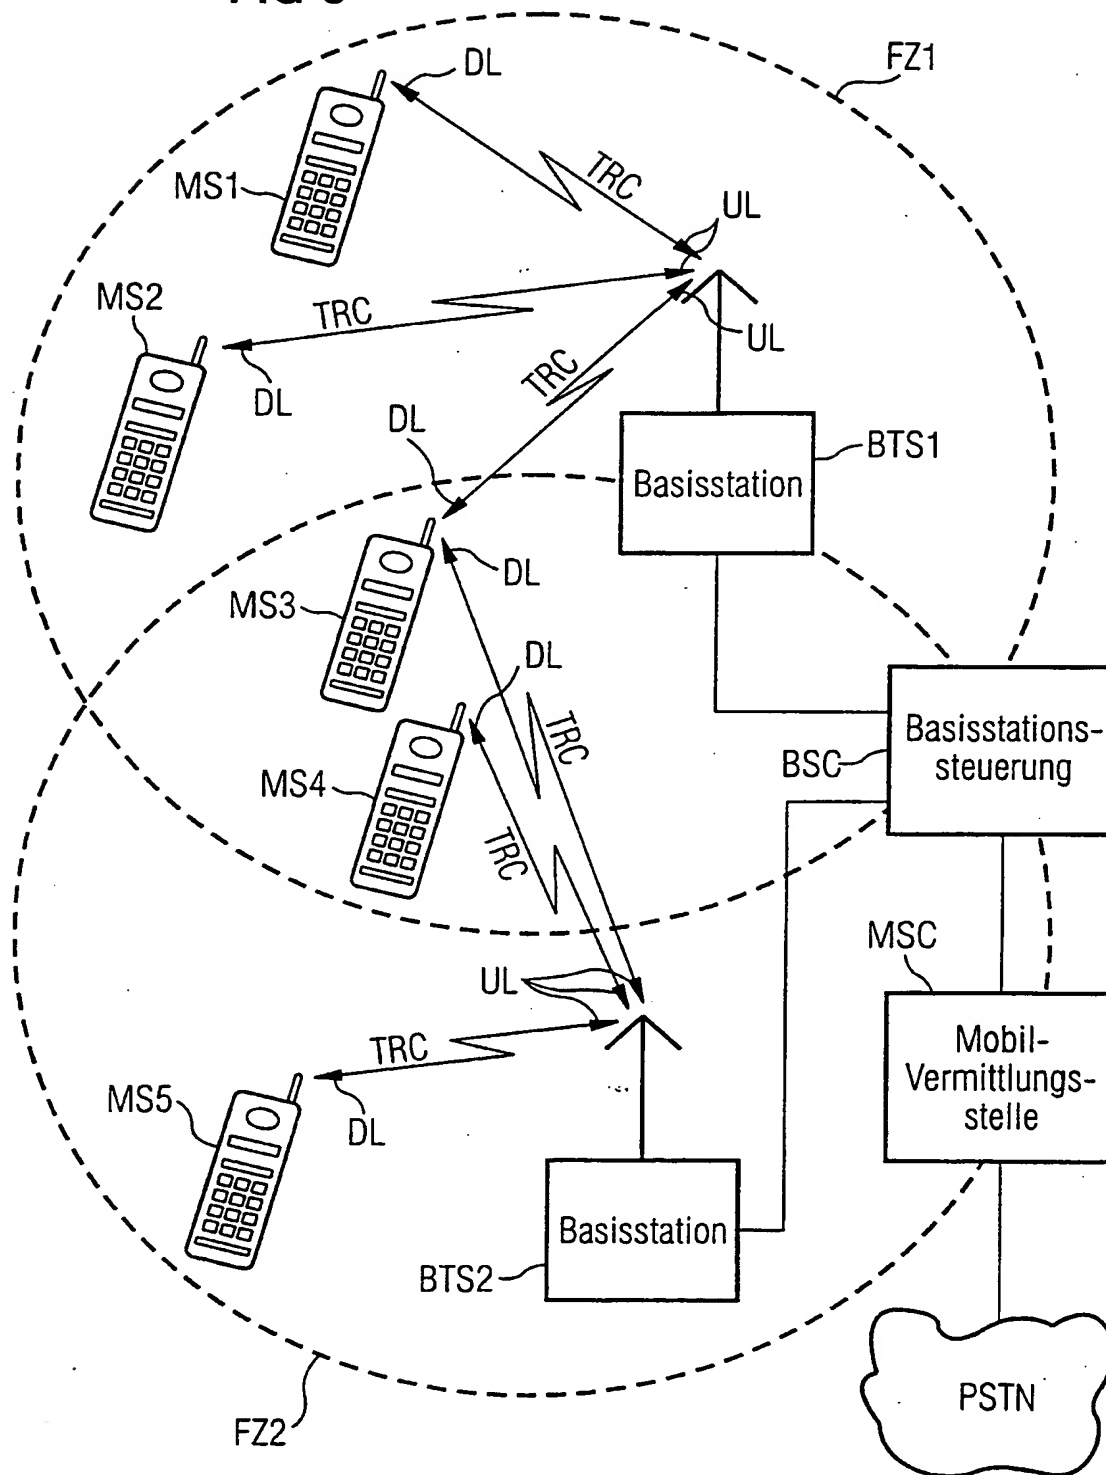 DL
FZ1
TRC
MS1
UL
MS2
TRC
UL
DL
TRC
DL
BTS1
Basisstation
DL
MS3
DL
TRC
Basisstations-
steuerung
BSC
MS4
TRC
MSC
UL
TRC
Mobil-
Vermittlungs-
stelle
MS5
DL
Basisstation
BTS2
PSTN
FZ2